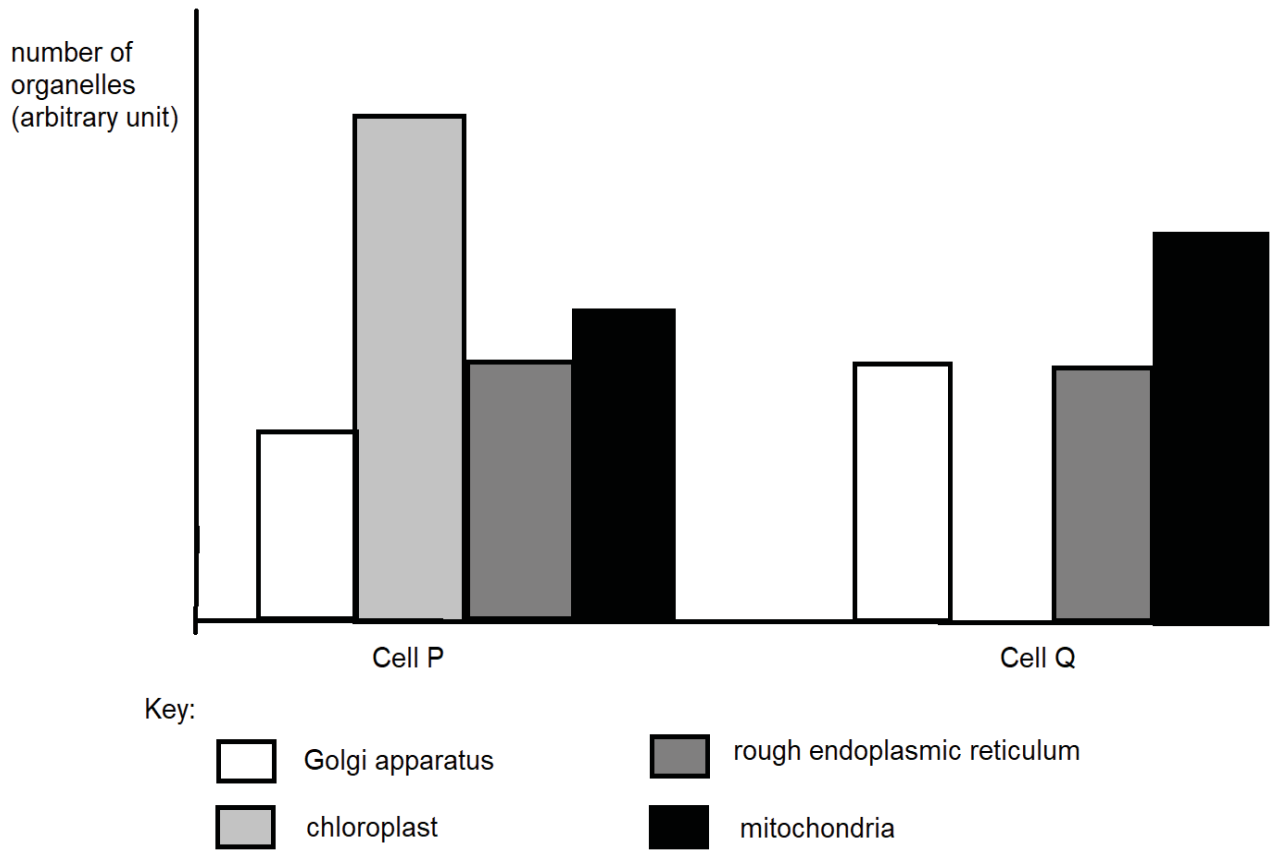 number of
organelles
(arbitrary unit)
Cell P
Cell Q
Key:
Golgi apparatus
rough endoplasmic reticulum
chloroplast
mitochondria